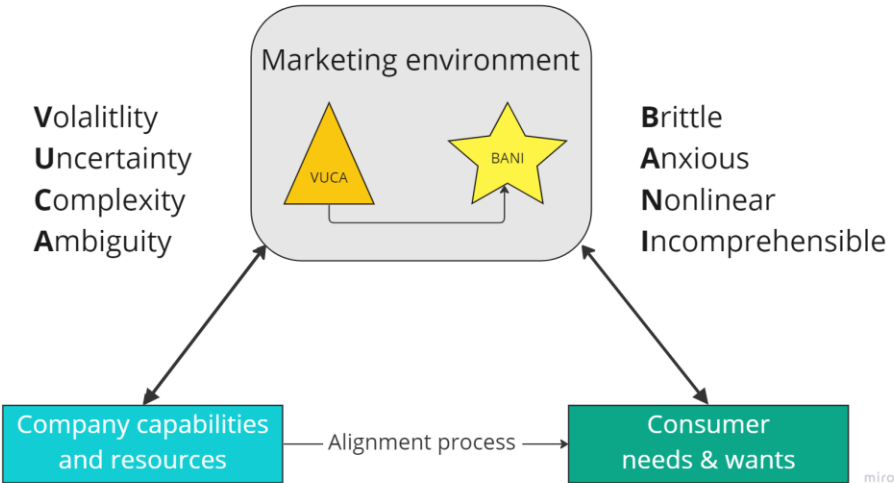 Marketing environment
Volalitlity
Uncertainty
Complexity
Ambiguity
VUCA
BANI
Brittle
Anxious
Nonlinear
Incomprehensible
Company capabilities
and resources
Alignment process
Consumer
needs & wants
miro